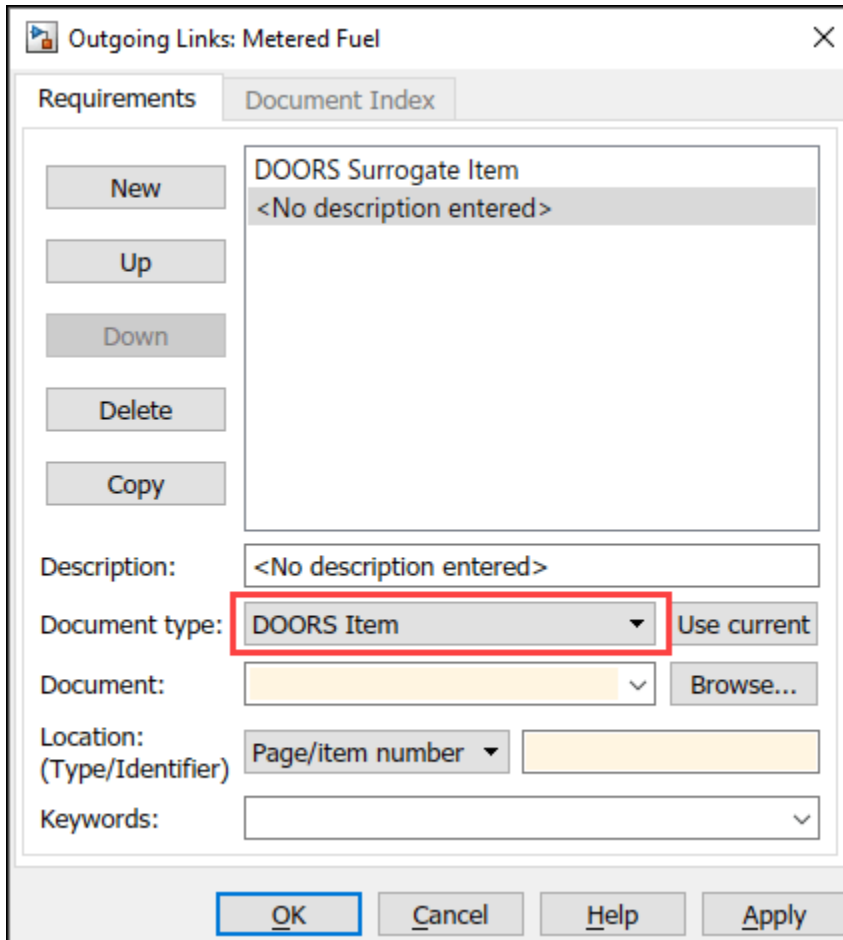 Outgoing Links: Metered Fuel
Requirements
Document Index
New
Up
Down
Delete
Copy
DOORS Surrogate Item
<No description entered>
Description:
<No description entered>
Document type:
DOORS Item
Use current
Document:
Browse...
Location:
(Type/Identifier)
Page/item number
Keywords:
OK
Cancel
Help
Apply